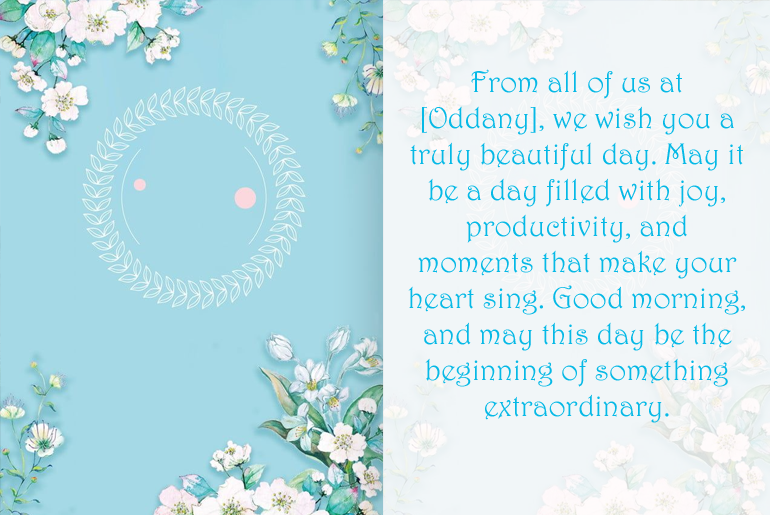 From all of us at
[Oddany], we wish you a
truly beautiful day. May it
be a day filled with joy,
productivity, and
moments that make your
heart sing. Good morning,
and may this day be the
beginning of something
extraordinary.